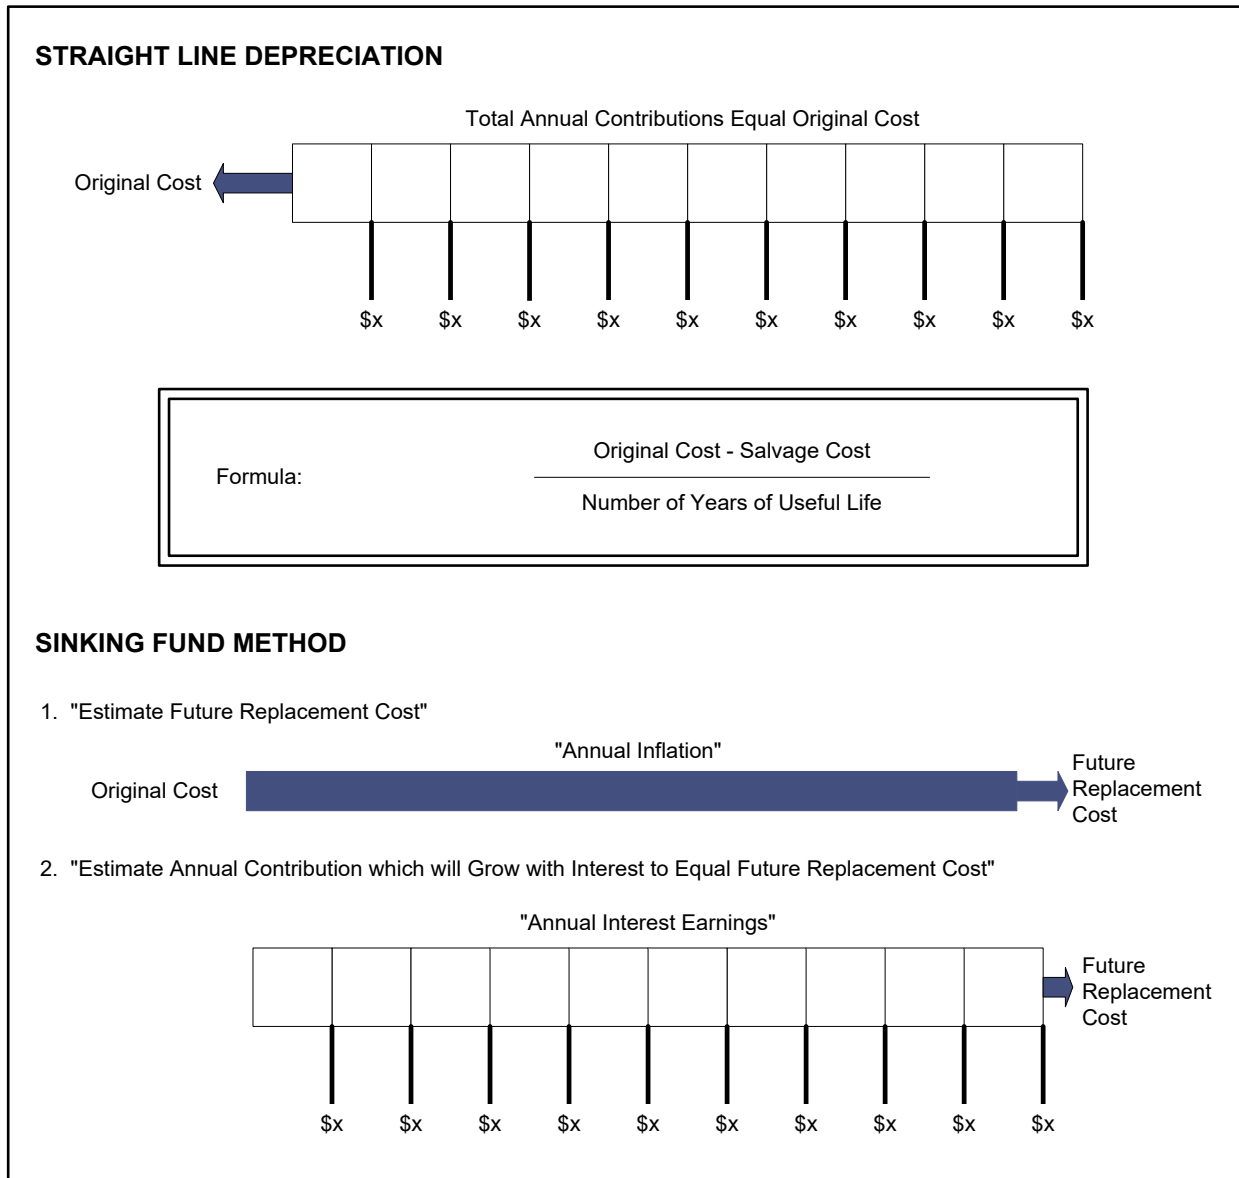 STRAIGHT LINE DEPRECIATION
Total Annual Contributions Equal Original Cost
Original Cost
$x $x $x $x $x $x $x $x $x $x
Original Cost - Salvage Cost
Formula:
Number of Years of Useful Life
SINKING FUND METHOD
1. "Estimate Future Replacement Cost"
"Annual Inflation"
Original Cost
Future
Replacement
Cost
2. "Estimate Annual Contribution which will Grow with Interest to Equal Future Replacement Cost"
"Annual Interest Earnings"
Future
Replacement
Cost
$x $x $x $x $x $x $x $x $x $x